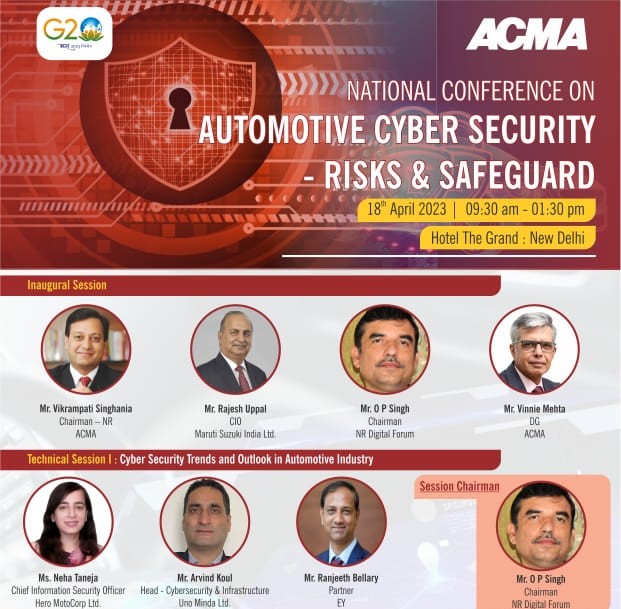 G20
ACMA
NATIONAL CONFERENCE ON
AUTOMOTIVE CYBER SECURITY
- RISKS & SAFEGUARD
18th April 2023 | 09:30 am - 01:30 pm
Hotel The Grand : New Delhi
Inaugural Session
Mr. Vikrampati Singhania
Chairman – NR
ACMA
Mr. Rajesh Uppal
CIO
Maruti Suzuki India Ltd.
Mr. O P Singh
Chairman
NR Digital Forum
Mr. Vinnie Mehta
DG
ACMA
Technical Session I : Cyber Security Trends and Outlook in Automotive Industry
Session Chairman
Ms. Neha Taneja
Chief Information Security Officer
Hero MotoCorp Ltd.
Mr. Arvind Koul
Head - Cybersecurity & Infrastructure
Uno Minda Ltd.
Mr. Ranjeeth Bellary
Partner
EY
Mr. O P Singh
Chairman
NR Digital Forum